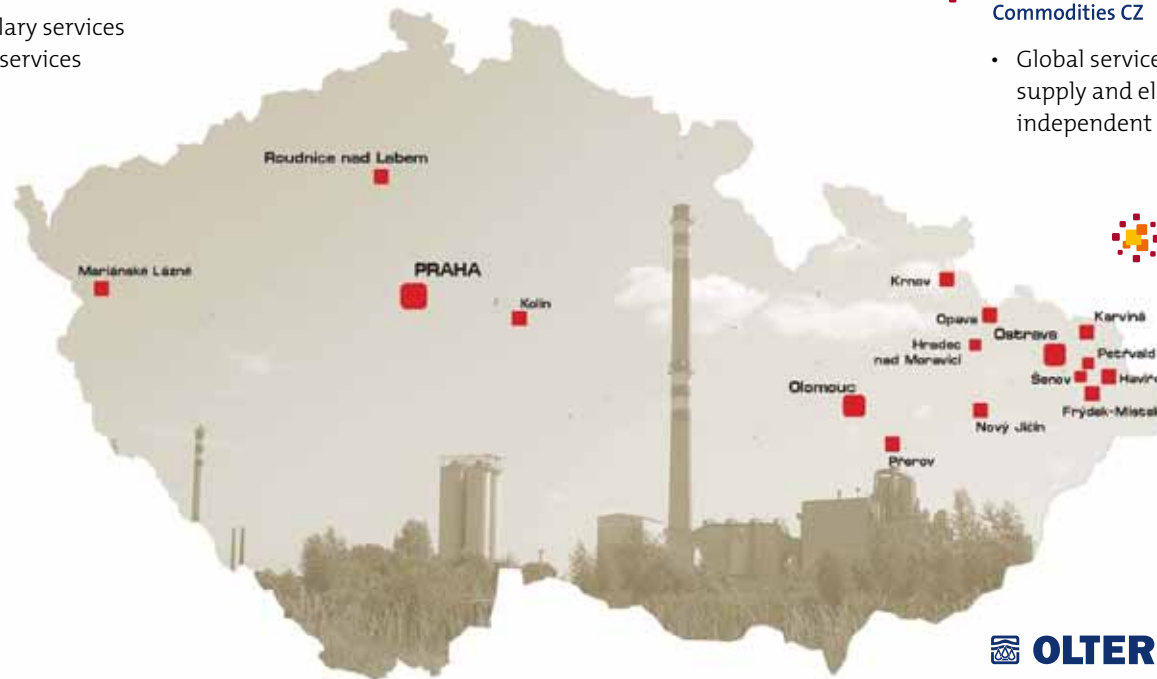 lary services
services
Commodities CZ
• Global service
supply and el
independent
Roudnice nad Labem
Mariánské Lázně
PRAHA
Kolín
Krnov
Opava
Hradec
nad Moravicí
Ostrava
Karviná
Petřvald
Šenov
Havířo
Frýdek-Místek
Olomouc
Nový Jičín
Přerov
OLTER